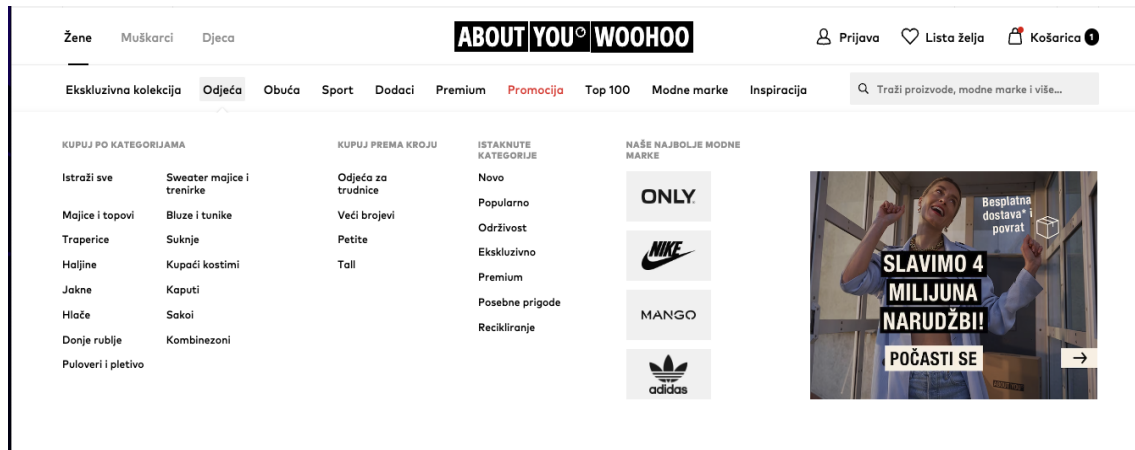 Žene
Muškarci
Djeca
ABOUT YOU° WOOHOO
Prijava
Lista želja
Košarica 1
Ekskluzivna kolekcija
Odjeća
Obuća
Sport
Dodaci
Premium
Promocija
Top 100
Modne marke
Inspiracija
Traži proizvode, modne marke i više...
KUPUJ PO KATEGORIJAMA
Istraži sve
Majice i topovi
Traperice
Haljine
Jakne
Hlače
Donje rublje
Puloveri i pletivo
Sweater majice i
trenirke
Bluze i tunike
Suknje
Kupaći kostimi
Kaputi
Sakoi
Kombinezoni
KUPUJ PREMA KROJU
Odjeća za
trudnice
Veći brojevi
Petite
Tall
ISTAKNUTE
KATEGORIJE
Novo
Popularno
Održivost
Ekskluzivno
Premium
Posebne prigode
Recikliranje
NAŠE NAJBOLJE MODNE
MARKE
ONLY
NIKE
MANGO
adidas
Besplatna
dostava* i
povrat
SLAVIMO 4
MILIJUNA
NARUDŽBI!
POČASTI SE
ABOUT YOU